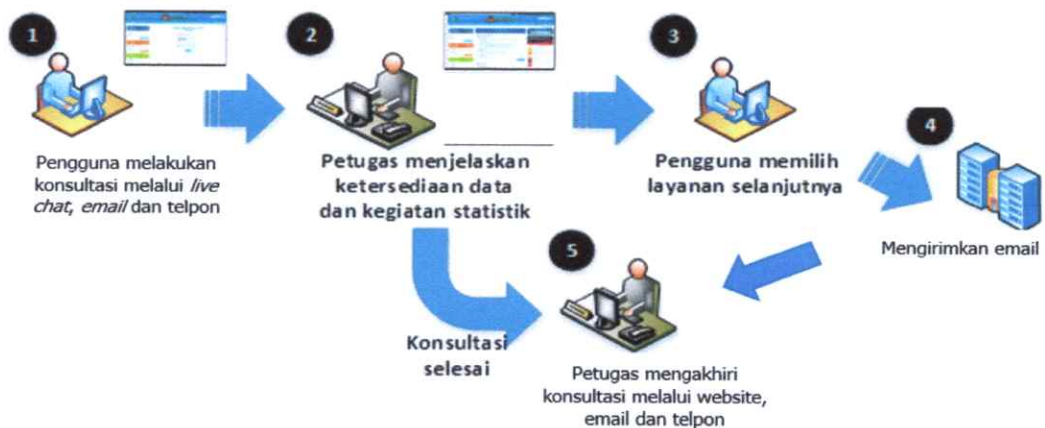 1
Pengguna melakukan
konsultasi melalui live
chat, email dan telpon
2
Petugas menjelaskan
ketersediaan data
dan kegiatan statistik
3
Pengguna memilih
layanan selanjutnya
4
Mengirimkan email
Konsultasi
selesai
5
Petugas mengakhiri
konsultasi melalui website,
email dan telpon